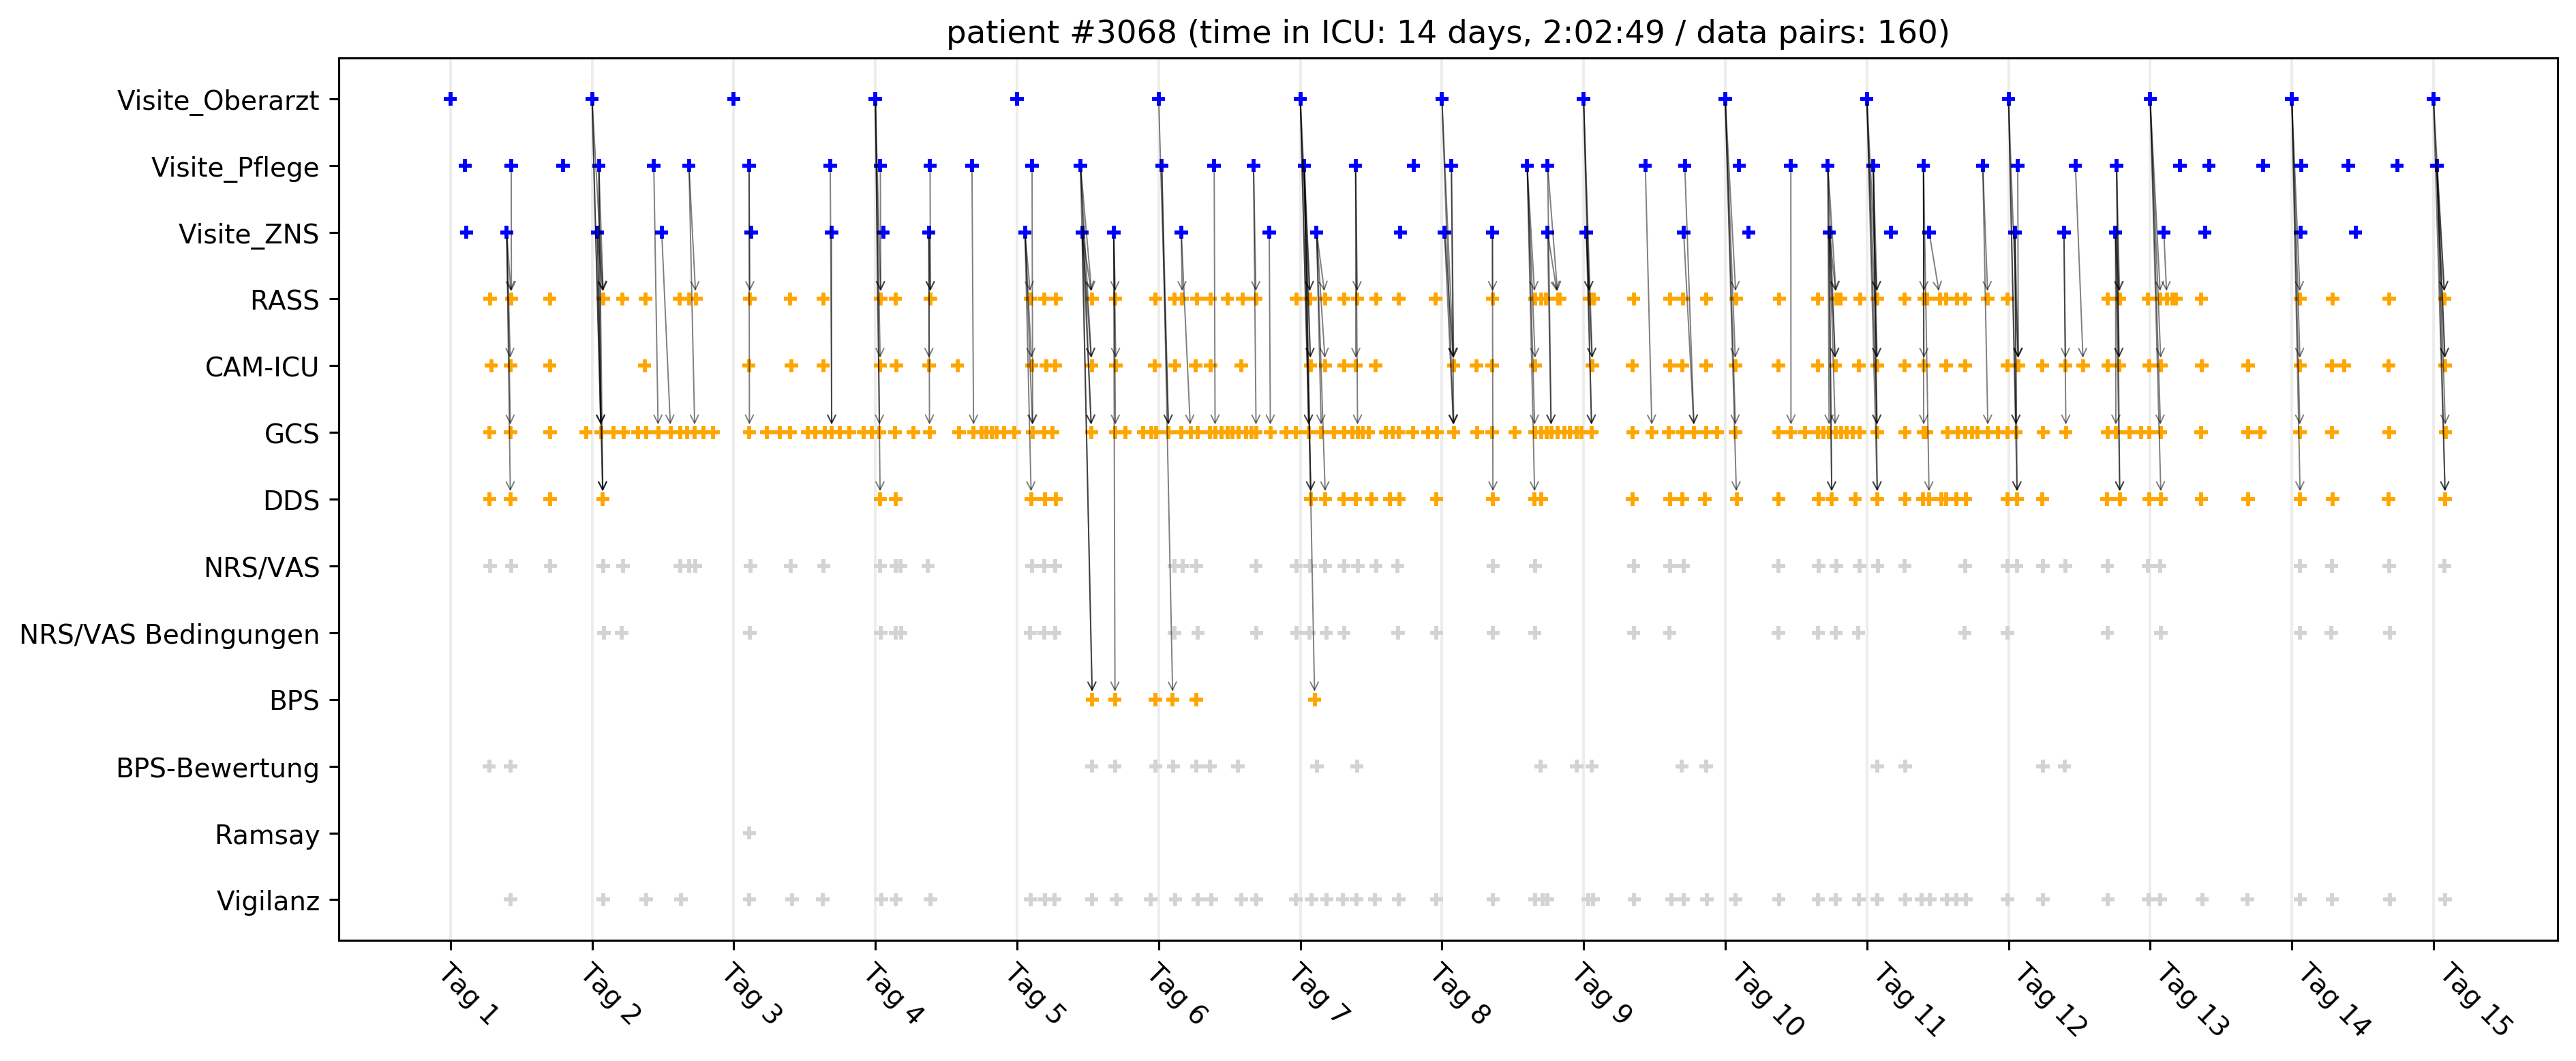 patient #3068 (time in ICU: 14 days, 2:02:49 / data pairs: 160)
Visite_Oberarzt
Visite_Pflege
Visite_ZNS
RASS
CAM-ICU
GCS
DDS
NRS/VAS
NRS/VAS Bedingungen
BPS
BPS-Bewertung
Ramsay
Vigilanz
Tag 1
Tag 2
Tag 3
Tag 4
Tag 5
Tag 6
Tag 7
Tag 8
Tag 9
Tag 10
Tag 11
Tag 12
Tag 13
Tag 14
Tag 15